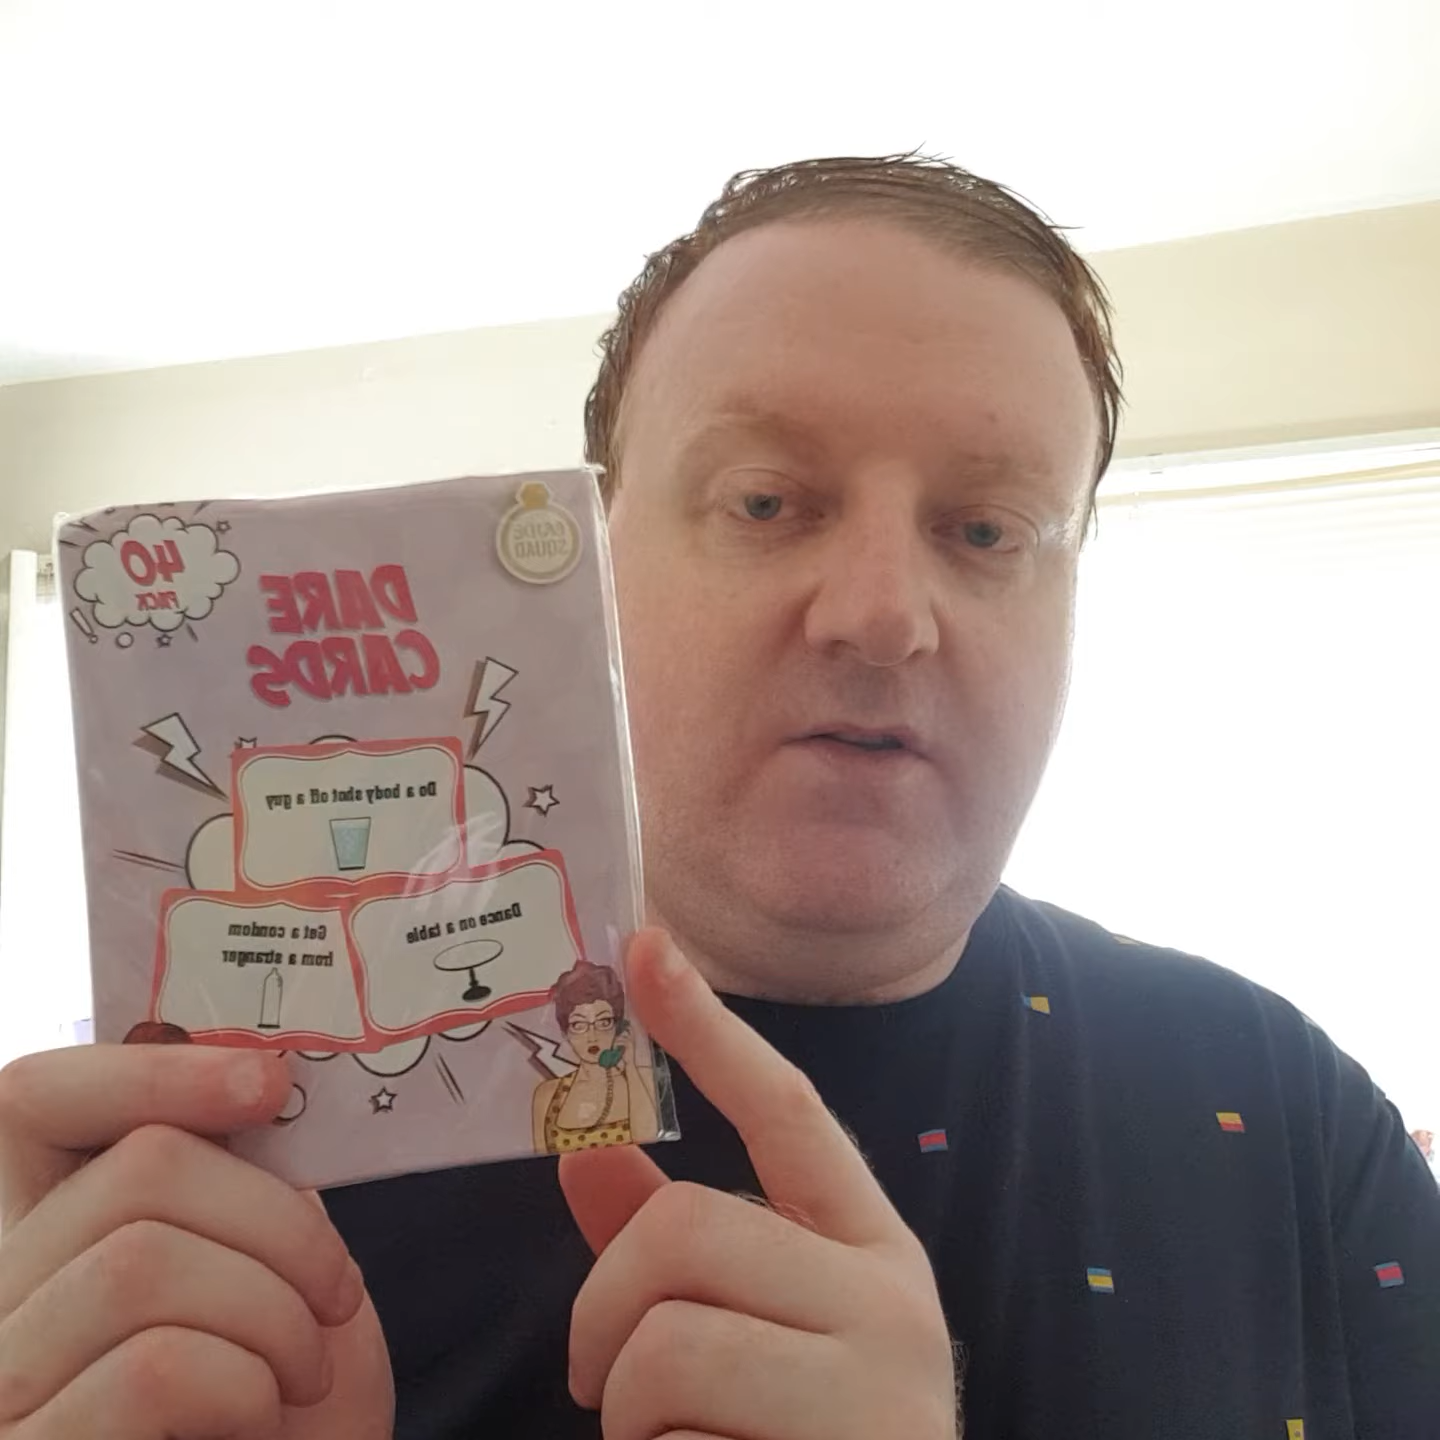 40
PACK
BRIDE
SQUAD
DARE
CARDS
Do a body shot off a guy
Dance on a table
Get a condom
from a stranger